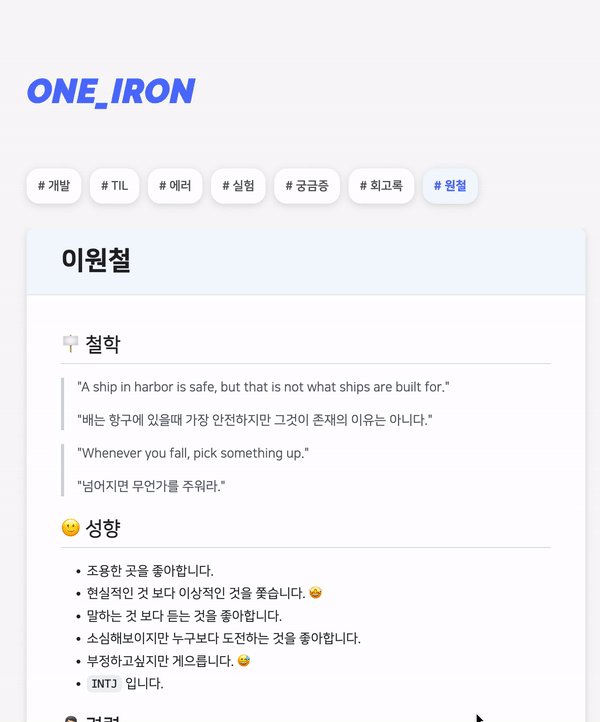 ONE_IRON
# 개발 # TIL # 에러 # 실험 # 궁금증 # 회고록 # 원철
이원철
철학
"A ship in harbor is safe, but that is not what ships are built for."
"배는 항구에 있을때 가장 안전하지만 그것이 존재의 이유는 아니다."
"Whenever you fall, pick something up."
"넘어지면 무언가를 주워라."
성향
조용한 곳을 좋아합니다.
현실적인 것 보다 이상적인 것을 쫓습니다. 🤩
말하는 것 보다 듣는 것을 좋아합니다.
소심해보이지만 누구보다 도전하는 것을 좋아합니다.
부정하고싶지만 게으릅니다. 😅
INTJ 입니다.